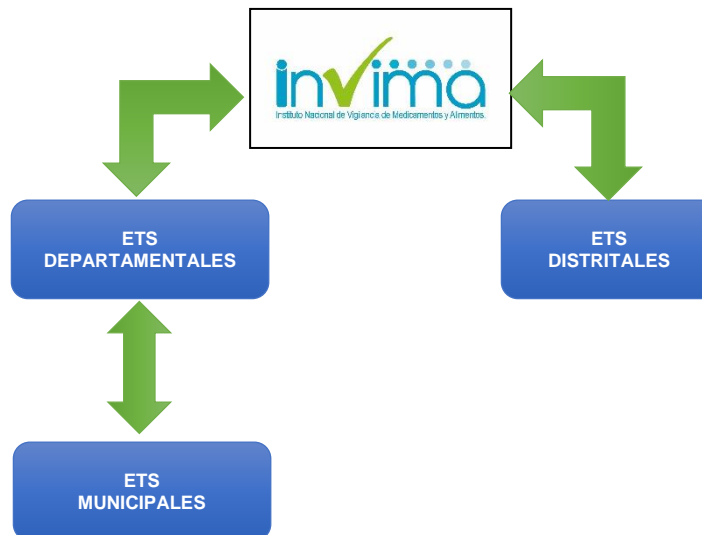 invima
Instituto Nacional de Vigilancia de Medicamentos y Alimentos.
ETS
DEPARTAMENTALES
ETS
DISTRITALES
ETS
MUNICIPALES